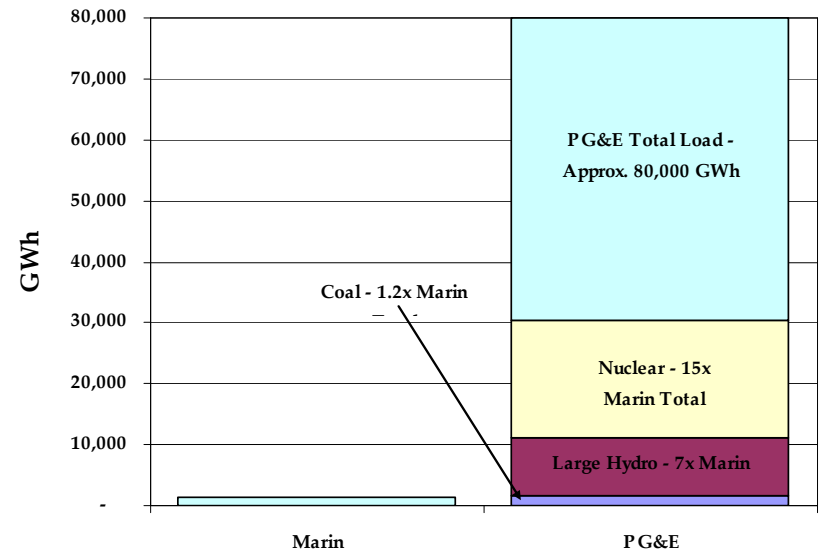 80,000
70,000
60,000
50,000
40,000
30,000
20,000
10,000
-
GWh
PG&E Total Load -
Approx. 80,000 GWh
Coal - 1.2x Marin
Nuclear - 15x
Marin Total
Large Hydro - 7x Marin
Marin
PG&E